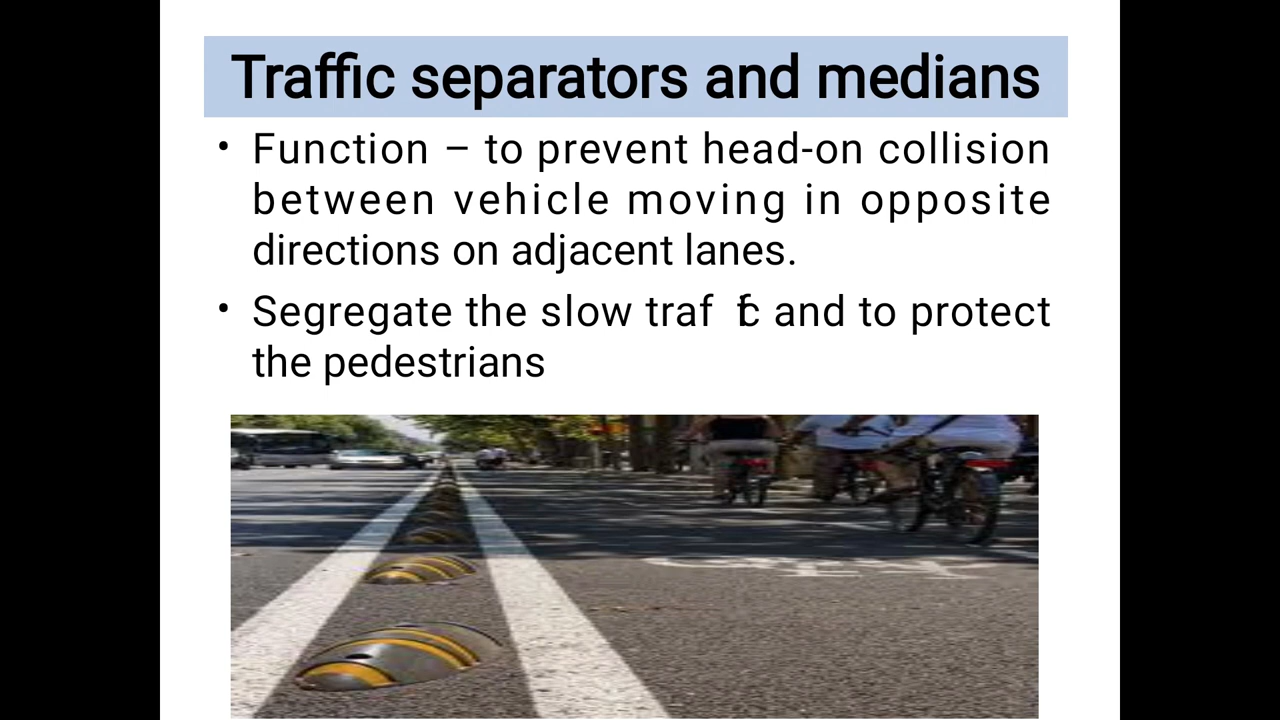 Traffic separators and medians
• Function – to prevent head-on collision
between vehicle moving in opposite
directions on adjacent lanes.
• Segregate the slow traf fic and to protect
the pedestrians